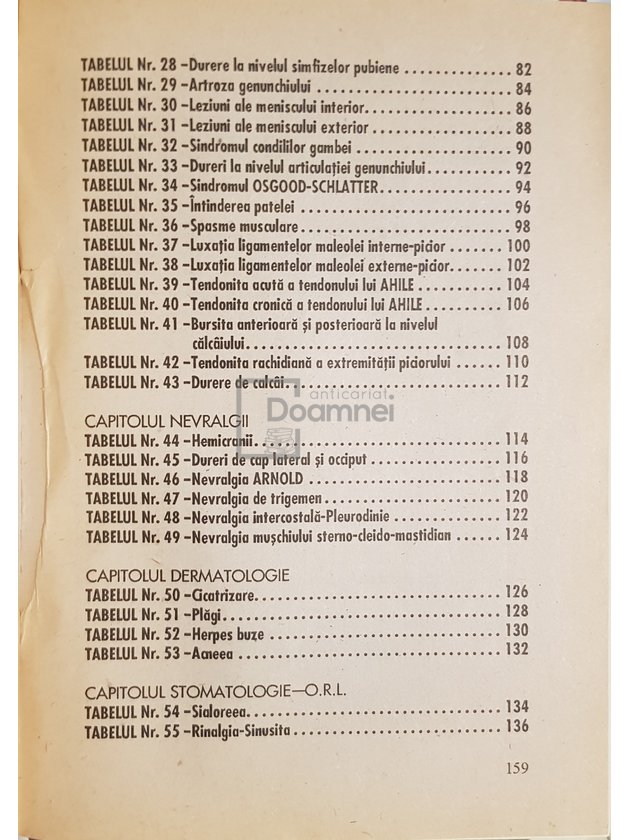 TABELUL Nr. 28 –Durere la nivelul simfizelor pubiene .............. 82
TABELUL Nr. 29 –Artroza genunchiului ......................... 84
TABELUL Nr. 30 –Leziuni ale meniscului interior................... 86
TABELUL Nr. 31 –Leziuni ale meniscului exterior .................. 88
TABELUL Nr. 32 –Sindromul condililor gambei .................... 90
TABELUL Nr. 33 –Dureri la nivelul articulației genunchiului........... 92
TABELUL Nr. 34 –Sindromul OSGOOD-SCHLATTER................. 94
TABELUL Nr. 35 –Întinderea patelei ........................... 96
TABELUL Nr. 36 –Spasme musculare........................... 98
TABELUL Nr. 37 –Luxația ligamentelor maleolei interne-picior ....... 100
TABELUL Nr. 38 –Luxația ligamentelor maleolei externe-picior....... 102
TABELUL Nr. 39 –Tendonita acută a tendonului lui AHILE .......... 104
TABELUL Nr. 40 –Tendonita cronică a tendonului lui AHILE ......... 106
TABELUL Nr. 41 –Bursita anterioară și posterioară la nivelul
călcâiului.................................. 108
TABELUL Nr. 42 –Tendonita rachidiană a extremității piciorului ...... 110
TABELUL Nr. 43 –Durere de calcâi............................ 112
anticariat
Doamnei
CAPITOLUL NEVRALGII
TABELUL Nr. 44 –Hemicranii................................ 114
TABELUL Nr. 45 –Dureri de cap lateral și occiput ................. 116
TABELUL Nr. 46 –Nevralgia ARNOLD ......................... 118
TABELUL Nr. 47 –Nevralgia de trigemen....................... 120
TABELUL Nr. 48 –Nevralgia intercostală-Pleurodinie .............. 122
TABELUL Nr. 49 –Nevralgia mușchiului sterno-cleido-mastidian ...... 124
CAPITOLUL DERMATOLOGIE
TABELUL Nr. 50 –Cicatrizare................................ 126
TABELUL Nr. 51 –Plăgi.................................... 128
TABELUL Nr. 52 –Herpes buze .............................. 130
TABELUL Nr. 53 –Acneea .................................. 132
CAPITOLUL STOMATOLOGIE—O.R.L.
TABELUL Nr. 54 –Sialoreea................................. 134
TABELUL Nr. 55 –Rinalgia-Sinusita........................... 136
159